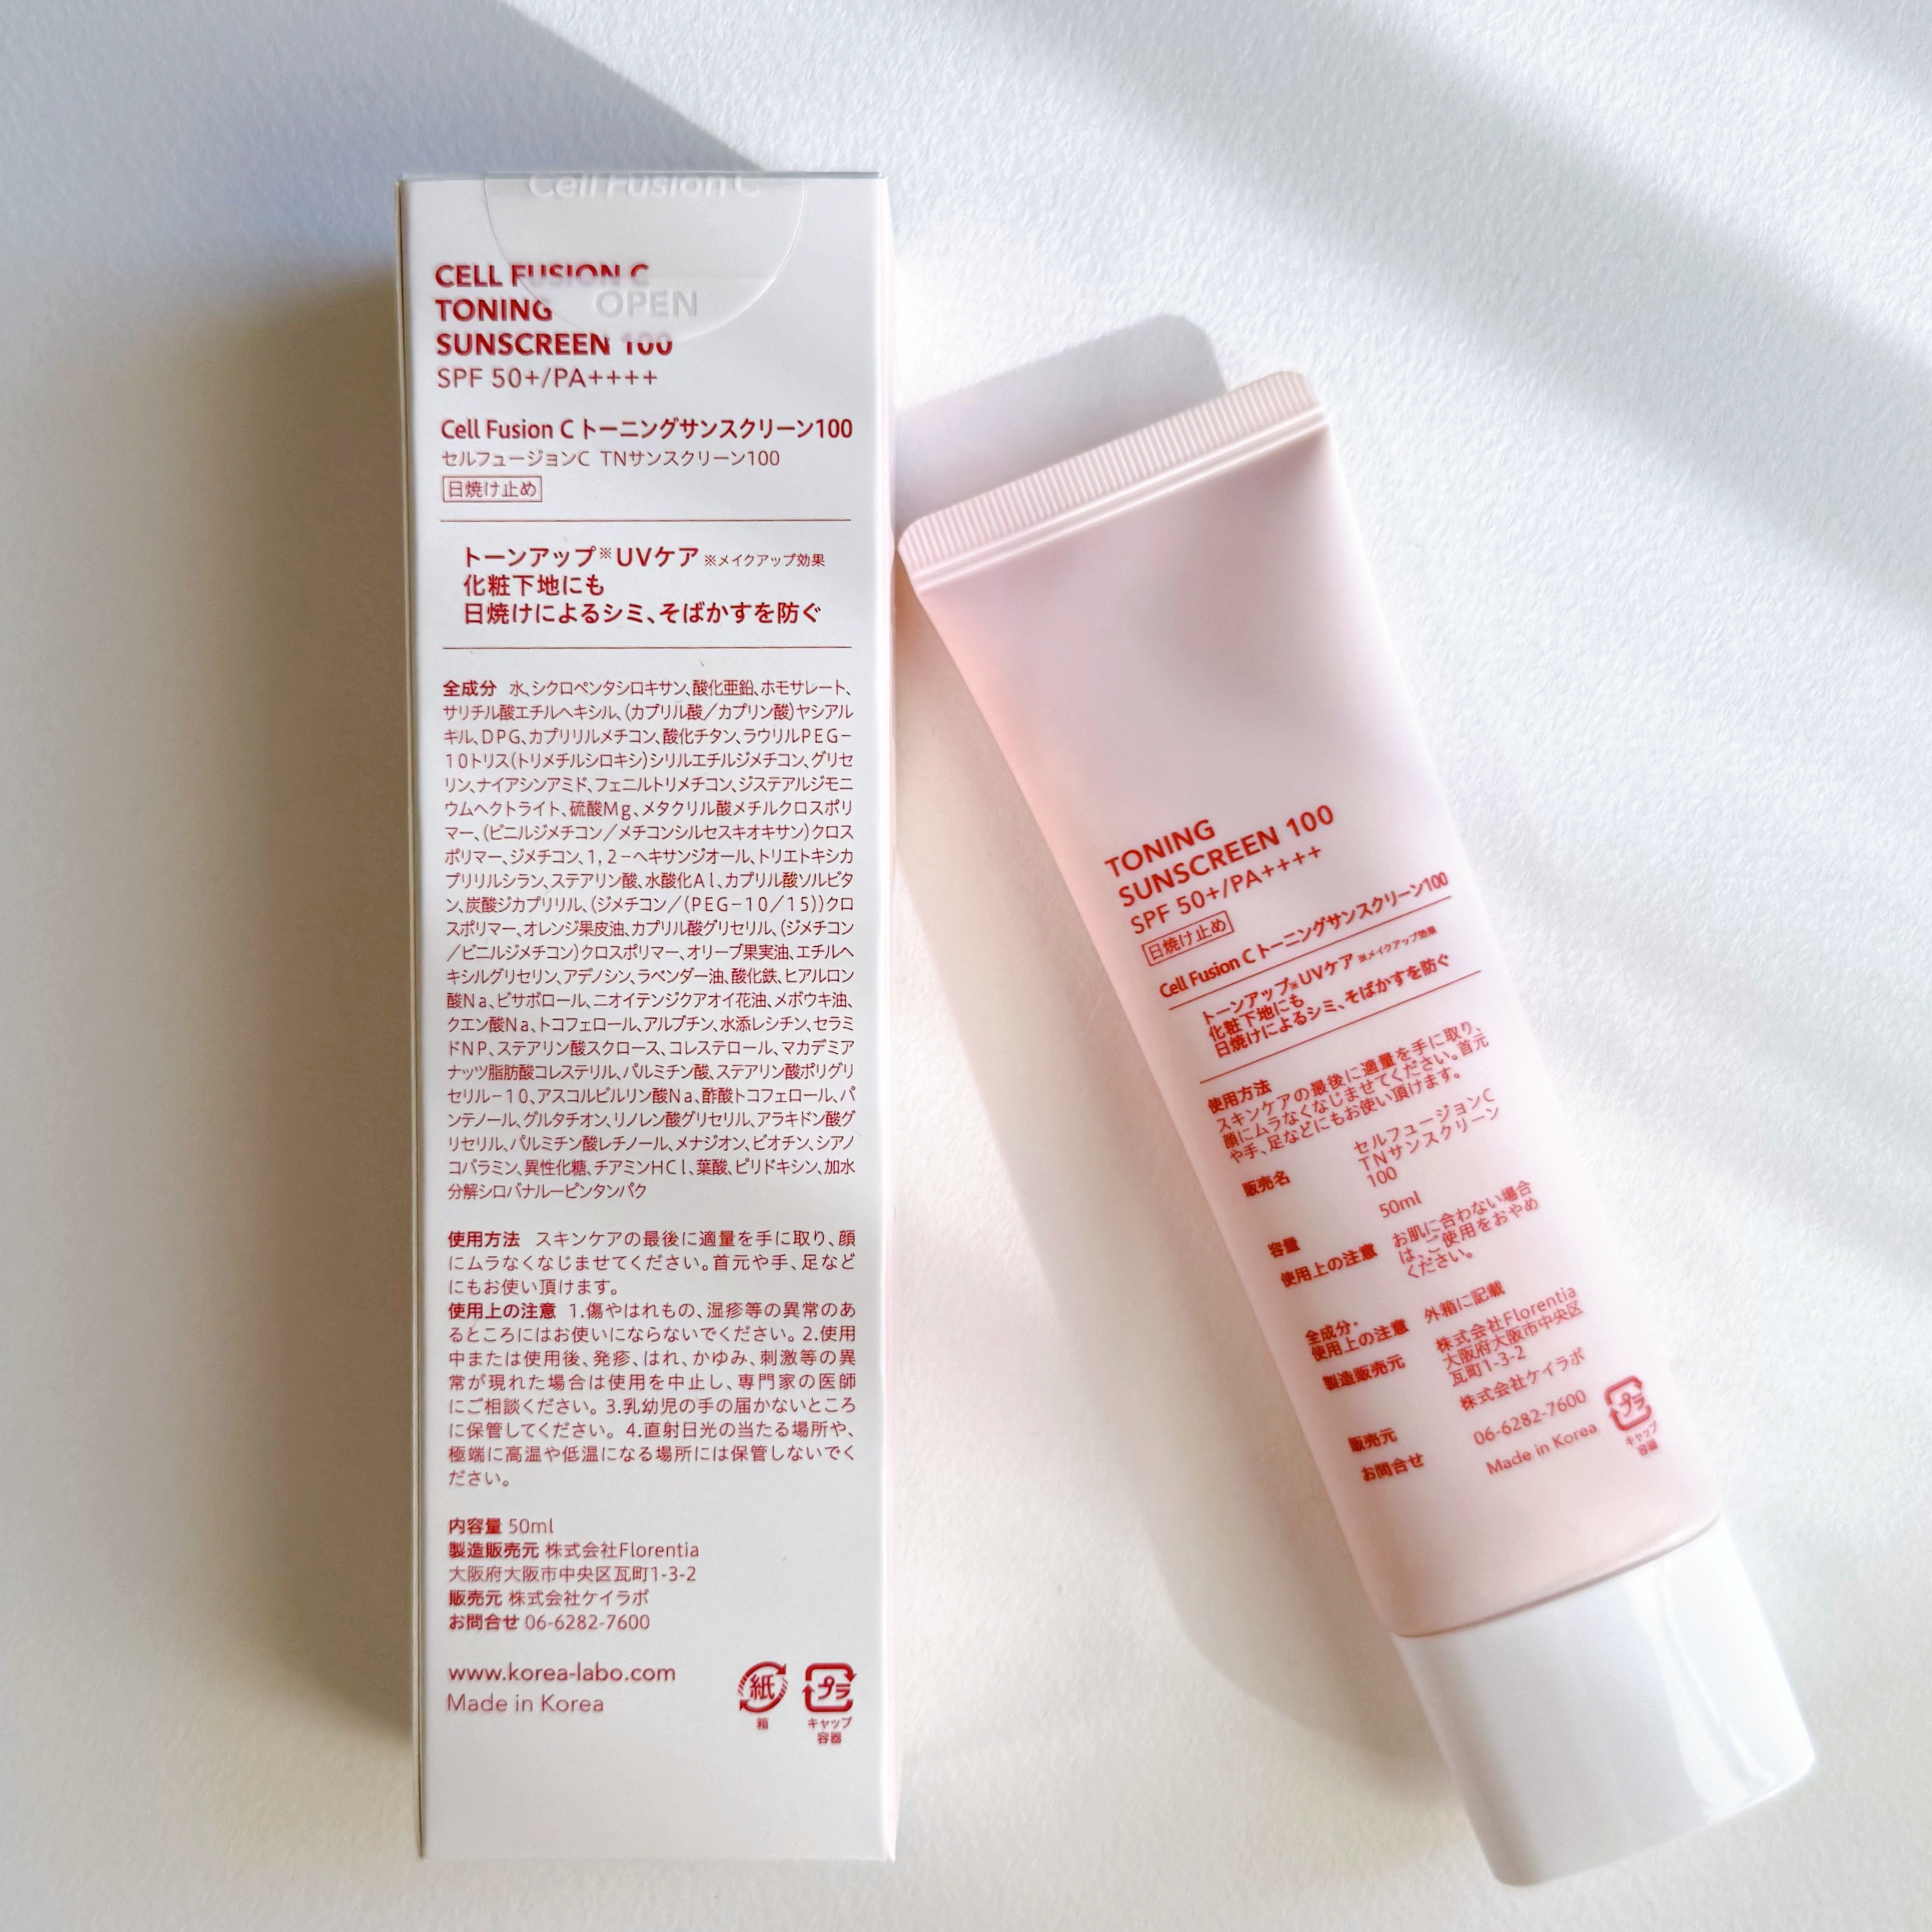 Cell Fusion C
OPEN
CELL FUSION C
TONING
SUNSCREEN 100
SPF 50+/PA++++
Cell Fusion C トーニングサンスクリーン100
セルフュージョンC TNサンスクリーン100
日焼け止め
トーンアップ※UVケア ※メイクアップ効果
化粧下地にも
日焼けによるシミ、そばかすを防ぐ
全成分 水、シクロペンタシロキサン、酸化亜鉛、ホモサレート、
サリチル酸エチルヘキシル、(カプリル酸/カプリン酸)ヤシアル
キル、DPG、カプリリルメチコン、酸化チタン、ラウリルPEG-
10トリス(トリメチルシロキシ)シリルエチルジメチコン、グリセ
リン、ナイアシンアミド、フェニルトリメチコン、ジステアルジモニ
ウムヘクトライト、硫酸Mg、メタクリル酸メチルクロスポリ
マー、(ビニルジメチコン/メチコンシルセスキオキサン)クロス
ポリマー、ジメチコン、1,2-ヘキサンジオール、トリエトキシカ
プリリルシラン、ステアリン酸、水酸化Al、カプリル酸ソルビタ
ン、炭酸ジカプリリル、(ジメチコン/(PEG-10/15))クロ
スポリマー、オレンジ果皮油、カプリル酸グリセリル、(ジメチコン
/ビニルジメチコン)クロスポリマー、オリーブ果実油、エチルヘ
キシルグリセリン、アデノシン、ラベンダー油、酸化鉄、ヒアルロン
酸Na、ビサボロール、ニオイテンジクアオイ花油、メボウキ油、
クエン酸Na、トコフェロール、アルブチン、水添レシチン、セラミ
ドNP、ステアリン酸スクロース、コレステロール、マカデミア
ナッツ脂肪酸コレステリル、パルミチン酸、ステアリン酸ポリグリ
セリル-10、アスコルビルリン酸Na、酢酸トコフェロール、パ
ンテノール、グルタチオン、リノレン酸グリセリル、アラキドン酸グ
リセリル、パルミチン酸レチノール、メナジオン、ビオチン、シアノ
コバラミン、異性化糖、チアミンHCl、葉酸、ピリドキシン、加水
分解シロバナルーピンタンパク
使用方法 スキンケアの最後に適量を手に取り、顔
にムラなくなじませてください。首元や手、足など
にもお使い頂けます。
使用上の注意 1.傷やはれもの、湿疹等の異常のあ
るところにはお使いにならないでください。2.使用
中または使用後、発疹、はれ、かゆみ、刺激等の異
常が現れた場合は使用を中止し、専門家の医師
にご相談ください。3.乳幼児の手の届かないところ
に保管してください。 4.直射日光の当たる場所や、
極端に高温や低温になる場所には保管しないでく
ださい。
内容量 50ml
製造販売元 株式会社Florentia
大阪府大阪市中央区瓦町1-3-2
販売元 株式会社ケイラボ
お問合せ 06-6282-7600
www.korea-labo.com
Made in Korea
紙
箱
プラ
キャップ
容器
TONING
SUNSCREEN 100
SPF 50+/PA++++
日焼け止め
Cell Fusion C トーニングサンスクリーン100
トーンアップ※UVケア ※メイクアップ効果
化粧下地にも
日焼けによるシミ、そばかすを防ぐ
使用方法
スキンケアの最後に適量を手に取り、
顔にムラなくなじませてください。首元
や手、足などにもお使い頂けます。
販売名 セルフュージョンC
TNサンスクリーン
100
容量 50ml
使用上の注意 お肌に合わない場合
は、ご使用をおやめ
ください。
全成分・
使用上の注意 外箱に記載
製造販売元 株式会社Florentia
大阪府大阪市中央区
瓦町1-3-2
販売元 株式会社ケイラボ
お問合せ 06-6282-7600
Made in Korea
プラ
キャップ
容器